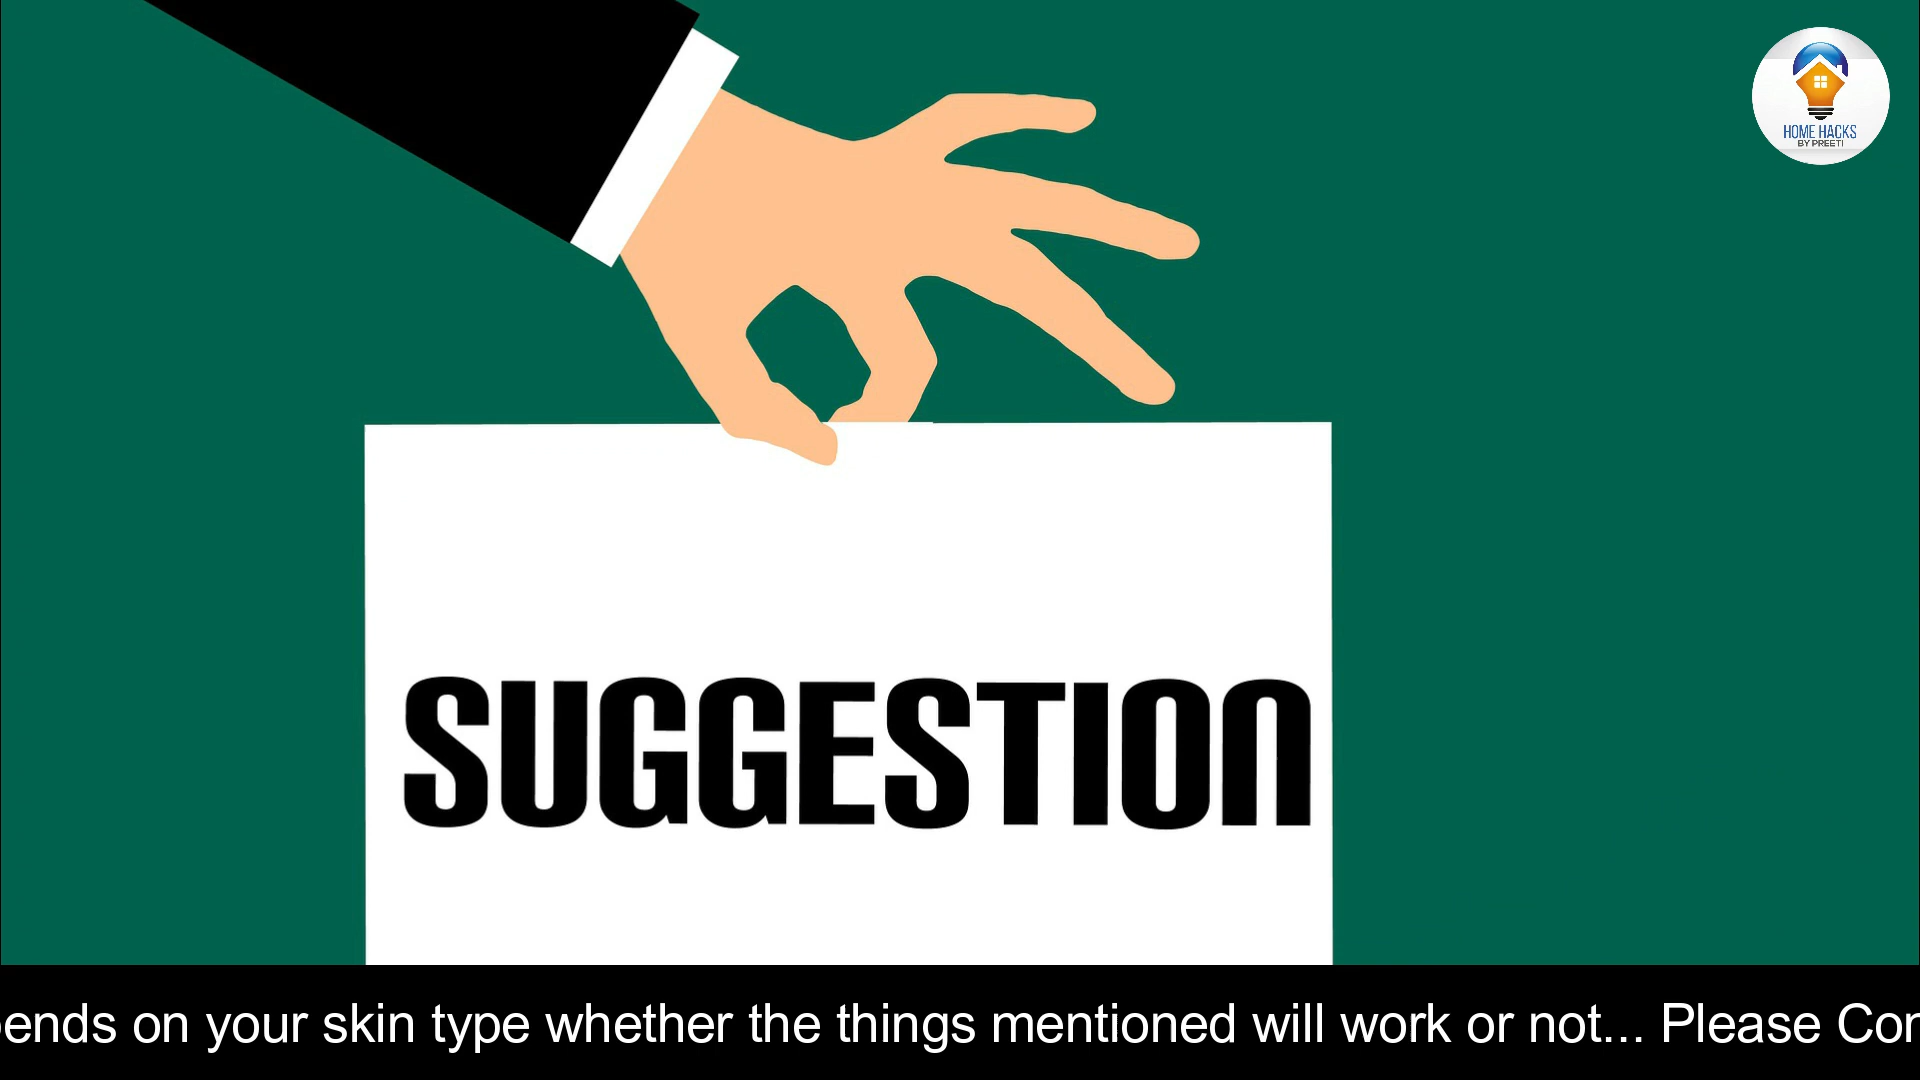 HOME HACKS
BY PREETI
SUGGESTION
ends on your skin type whether the things mentioned will work or not... Please